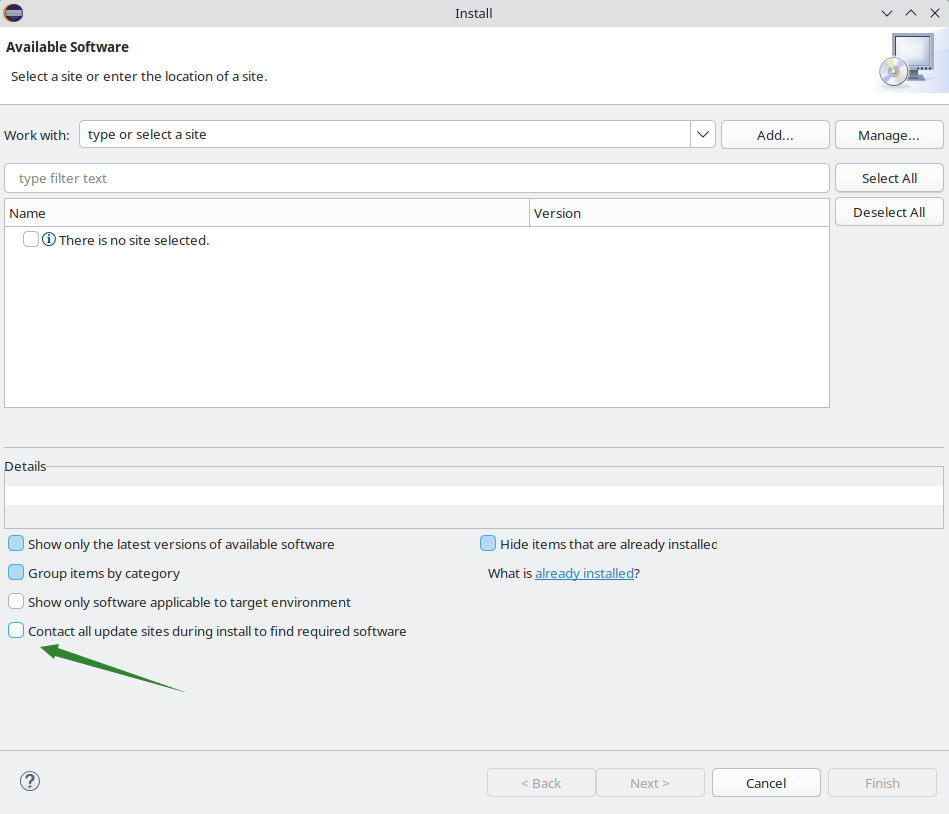 Install
Available Software
Select a site or enter the location of a site.
Work with: type or select a site Add... Manage...
type filter text Select All
Name Version Deselect All
There is no site selected.
Details
Show only the latest versions of available software Hide items that are already installed
Group items by category What is already installed?
Show only software applicable to target environment
Contact all update sites during install to find required software
? < Back Next > Cancel Finish